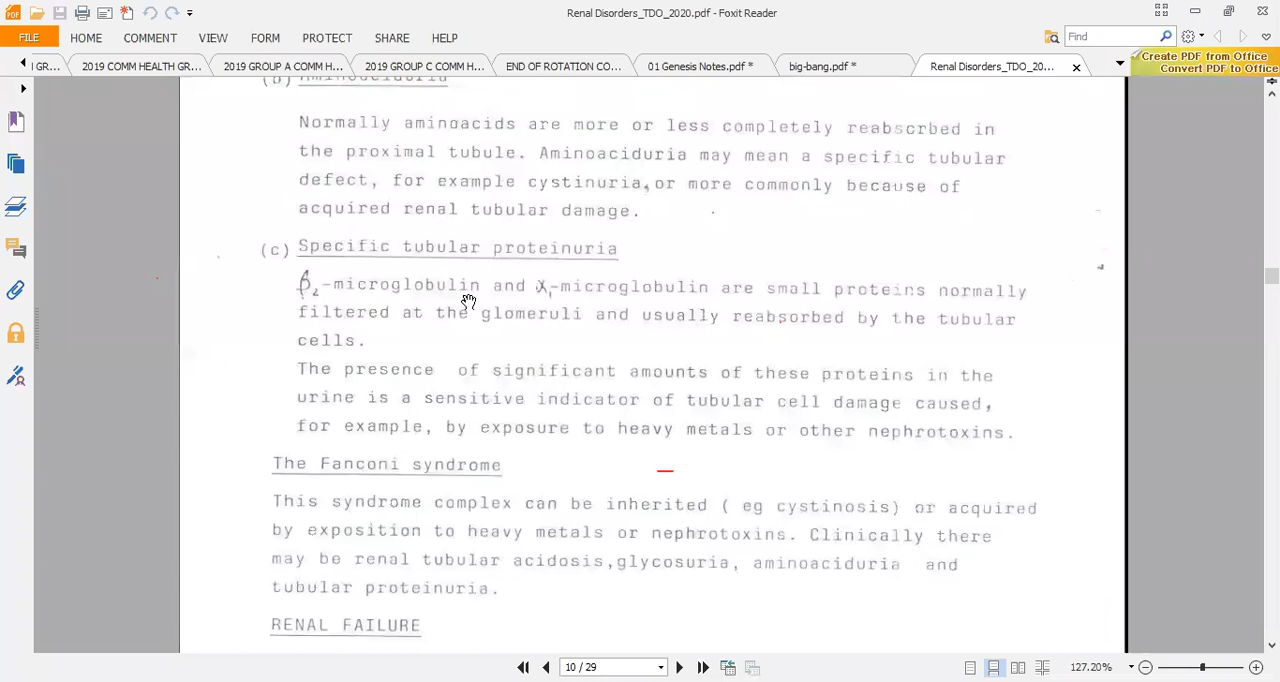 Renal_Disorders_TDO_2020.pdf - Foxit Reader
FILE HOME COMMENT VIEW FORM PROTECT SHARE HELP Find
I GR... 2019 COMM HEALTH GR... 2019 GROUP A COMM H... 2019 GROUP C COMM H... END OF ROTATION CO... 01 Genesis Notes.pdf * big-bang.pdf * Renal_Disorders_TDO_20... Create PDF from Office
Convert PDF to Office
(b) Aminoaciduria
Normally aminoacids are more or less completely reabscrbed in
the proximal tubule. Aminoaciduria may mean a specific tubular
defect, for example cystinuria, or more commonly because of
acquired renal tubular damage.
(c) Specific tubular proteinuria
β2-microglobulin and α1-microglobulin are small proteins normally
filtered at the glomeruli and usually reabsorbed by the tubular
cells.
The presence of significant amounts of these proteins in the
urine is a sensitive indicator of tubular cell damage caused,
for example, by exposure to heavy metals or other nephrotoxins.
The Fanconi syndrome
This syndrome complex can be inherited ( eg cystinosis) or acquired
by exposition to heavy metals or nephrotoxins. Clinically there
may be renal tubular acidosis,glycosuria, aminoaciduria and
tubular proteinuria.
RENAL FAILURE
10 / 29 127.20%